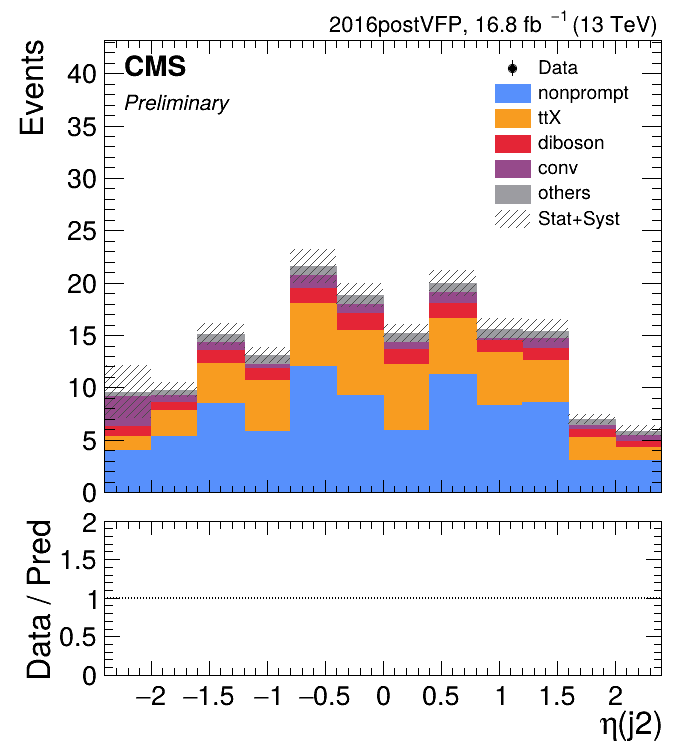 2016postVFP, 16.8 fb⁻¹ (13 TeV)
CMS
Preliminary
Events
Data
nonprompt
ttX
diboson
conv
others
Stat+Syst
40
35
30
25
20
15
10
5
0
Data / Pred
2
1.5
1
0.5
0
−2 −1.5 −1 −0.5 0 0.5 1 1.5 2
η(j2)